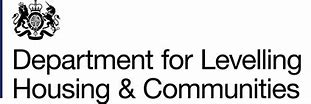 Department for Levelling
Housing & Communities